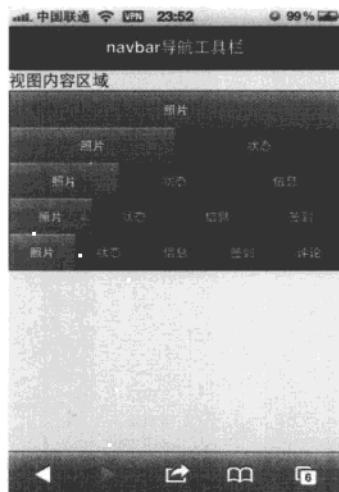 中国联通 VPN 23:52 99%
navbar导航工具栏
视图内容区域
照片
照片 状态
照片 状态 信息
照片 状态 信息 签到
照片 状态 信息 签到 评论
6